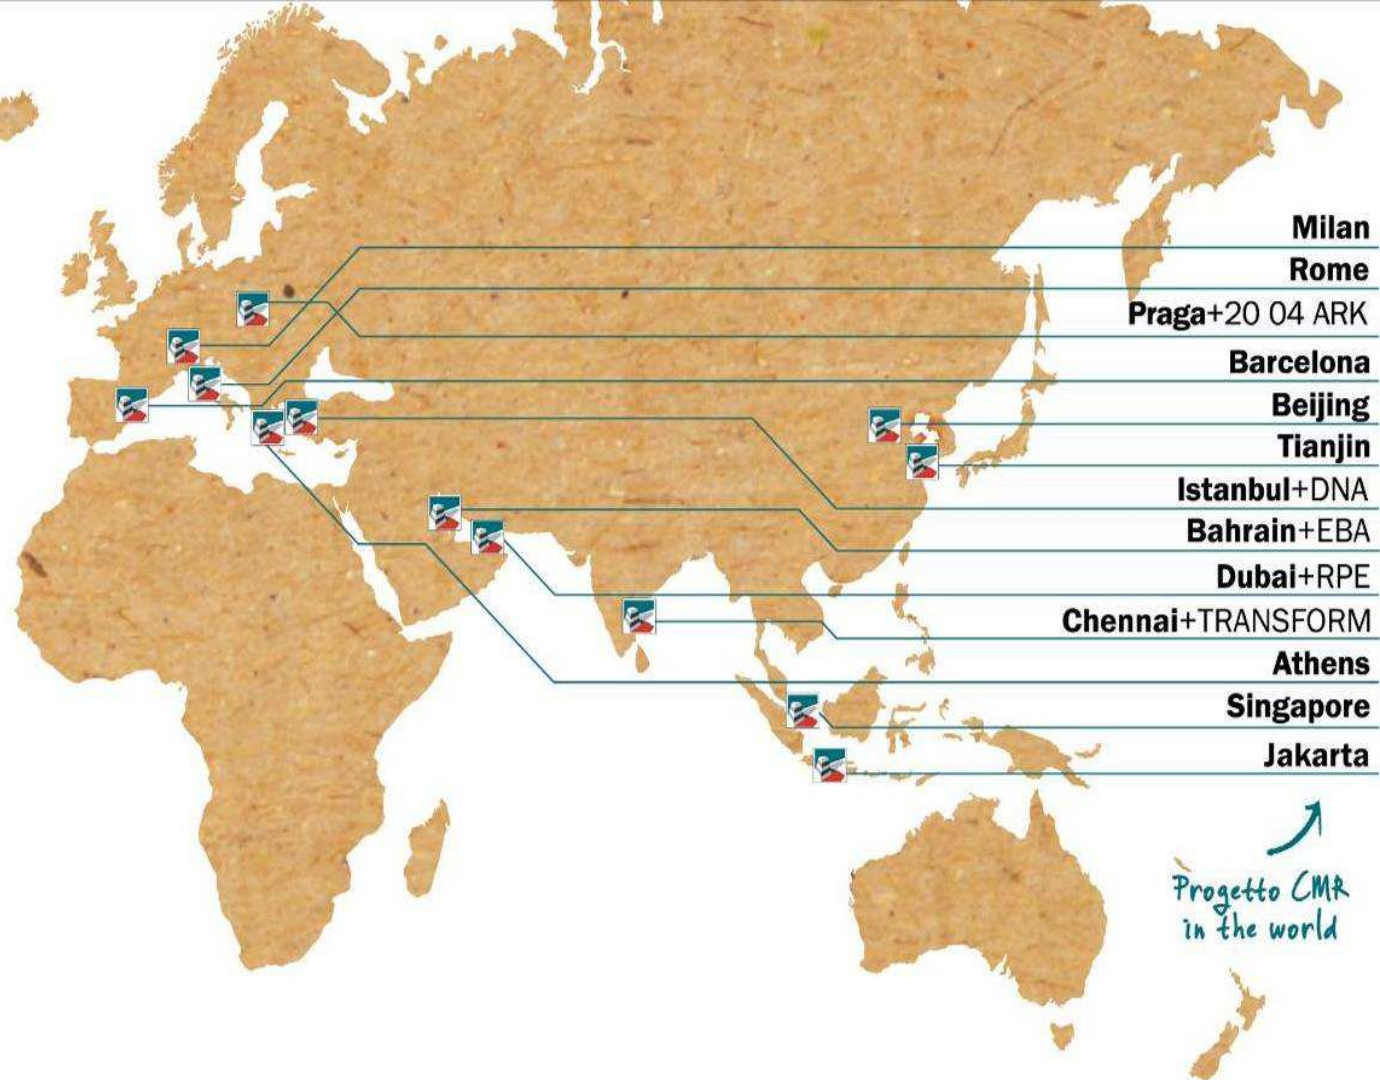 Milan
Rome
Praga+20 04 ARK
Barcelona
Beijing
Tianjin
Istanbul+DNA
Bahrain+EBA
Dubai+RPE
Chennai+TRANSFORM
Athens
Singapore
Jakarta
Progetto CMR
in the world